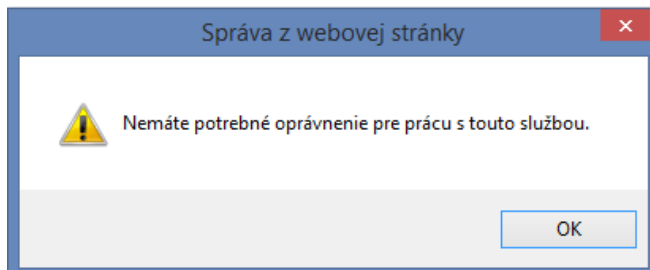 Správa z webovej stránky
Nemáte potrebné oprávnenie pre prácu s touto službou.
OK